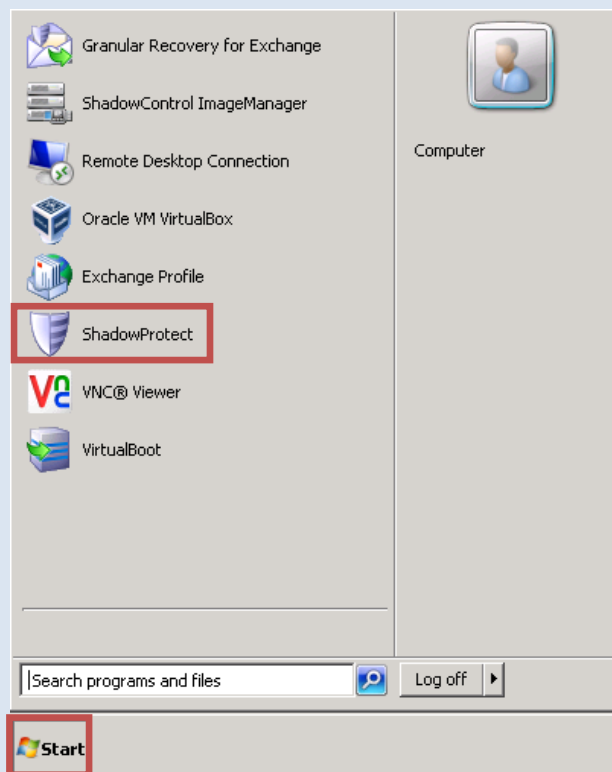 Granular Recovery for Exchange
ShadowControl ImageManager
Remote Desktop Connection
Oracle VM VirtualBox
Exchange Profile
ShadowProtect
VNC® Viewer
VirtualBoot
Computer
Search programs and files
Log off
Start